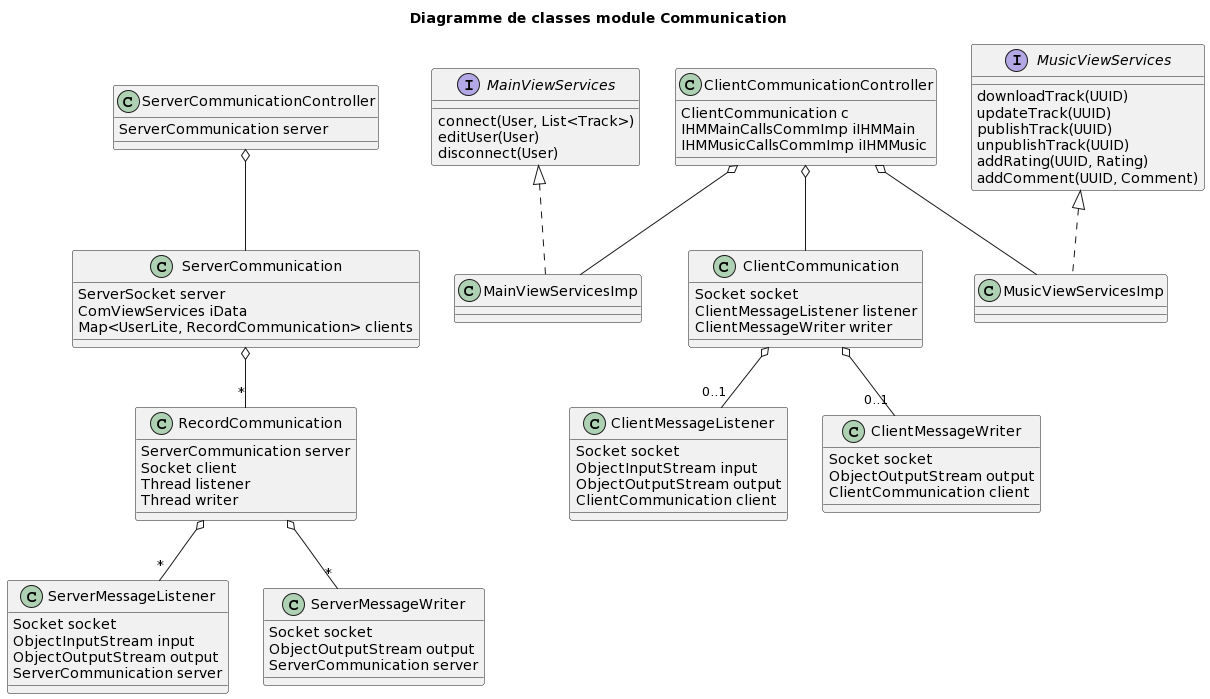 Diagramme de classes module Communication
C ServerCommunicationController
ServerCommunication server
I MainViewServices
connect(User, List<Track>)
editUser(User)
disconnect(User)
C ClientCommunicationController
ClientCommunication c
IHMMainCallsCommImp iIHMMain
IHMMusicCallsCommImp iIHMMusic
I MusicViewServices
downloadTrack(UUID)
updateTrack(UUID)
publishTrack(UUID)
unpublishTrack(UUID)
addRating(UUID, Rating)
addComment(UUID, Comment)
C ServerCommunication
ServerSocket server
ComViewServices iData
Map<UserLite, RecordCommunication> clients
C MainViewServicesImp
C ClientCommunication
Socket socket
ClientMessageListener listener
ClientMessageWriter writer
C MusicViewServicesImp
*
0..1
0..1
C RecordCommunication
ServerCommunication server
Socket client
Thread listener
Thread writer
C ClientMessageListener
Socket socket
ObjectInputStream input
ObjectOutputStream output
ClientCommunication client
C ClientMessageWriter
Socket socket
ObjectOutputStream output
ClientCommunication client
*
*
C ServerMessageListener
Socket socket
ObjectInputStream input
ObjectOutputStream output
ServerCommunication server
C ServerMessageWriter
Socket socket
ObjectOutputStream output
ServerCommunication server